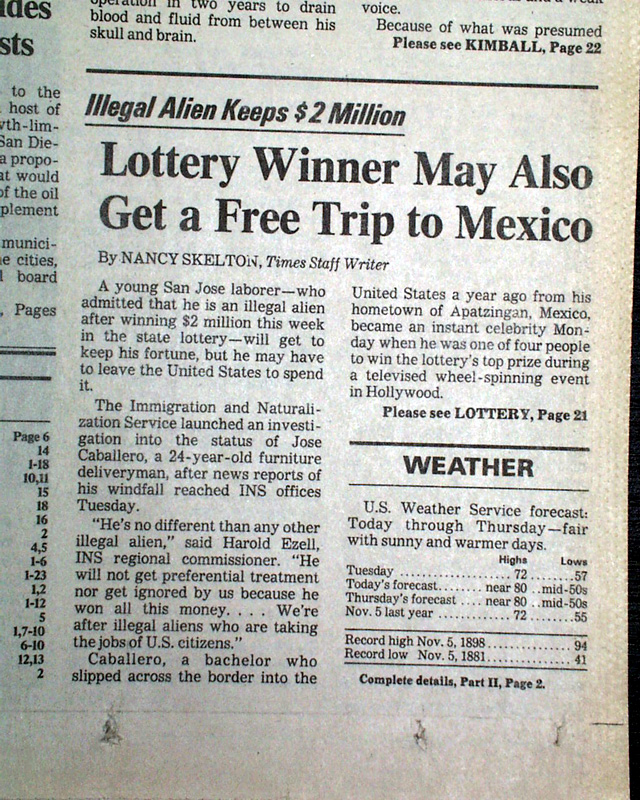 ides
sts
to the
host of
wth-lim-
San Die-
a propo-
at would
of the oil
plement
munici-
e cities,
l board
, Pages
Page 6
14
1-18
10,11
15
18
16
2
4,5
1-6
1-23
1,2
1-12
5
1,7-10
6-10
12,13
2
operation in two years to drain
blood and fluid from between his
skull and brain.
voice.
Because of what was presumed
Please see KIMBALL, Page 22
Illegal Alien Keeps $2 Million
Lottery Winner May Also
Get a Free Trip to Mexico
By NANCY SKELTON, Times Staff Writer
A young San Jose laborer—who
admitted that he is an illegal alien
after winning $2 million this week
in the state lottery—will get to
keep his fortune, but he may have
to leave the United States to spend
it.
The Immigration and Naturali-
zation Service launched an investi-
gation into the status of Jose
Caballero, a 24-year-old furniture
deliveryman, after news reports of
his windfall reached INS offices
Tuesday.
"He's no different than any other
illegal alien," said Harold Ezell,
INS regional commissioner. "He
will not get preferential treatment
nor get ignored by us because he
won all this money. . . . We're
after illegal aliens who are taking
the jobs of U.S. citizens."
Caballero, a bachelor who
slipped across the border into the
United States a year ago from his
hometown of Apatzingan, Mexico,
became an instant celebrity Mon-
day when he was one of four people
to win the lottery's top prize during
a televised wheel-spinning event
in Hollywood.
Please see LOTTERY, Page 21
WEATHER
U.S. Weather Service forecast:
Today through Thursday—fair
with sunny and warmer days.
Highs Lows
Tuesday .................... 72 ........57
Today's forecast....... near 80 ..mid-50s
Thursday's forecast .... near 80 ..mid-50s
Nov. 5 last year ............ 72 ........55
Record high Nov. 5, 1898................ 94
Record low Nov. 5, 1881................ 41
Complete details, Part II, Page 2.